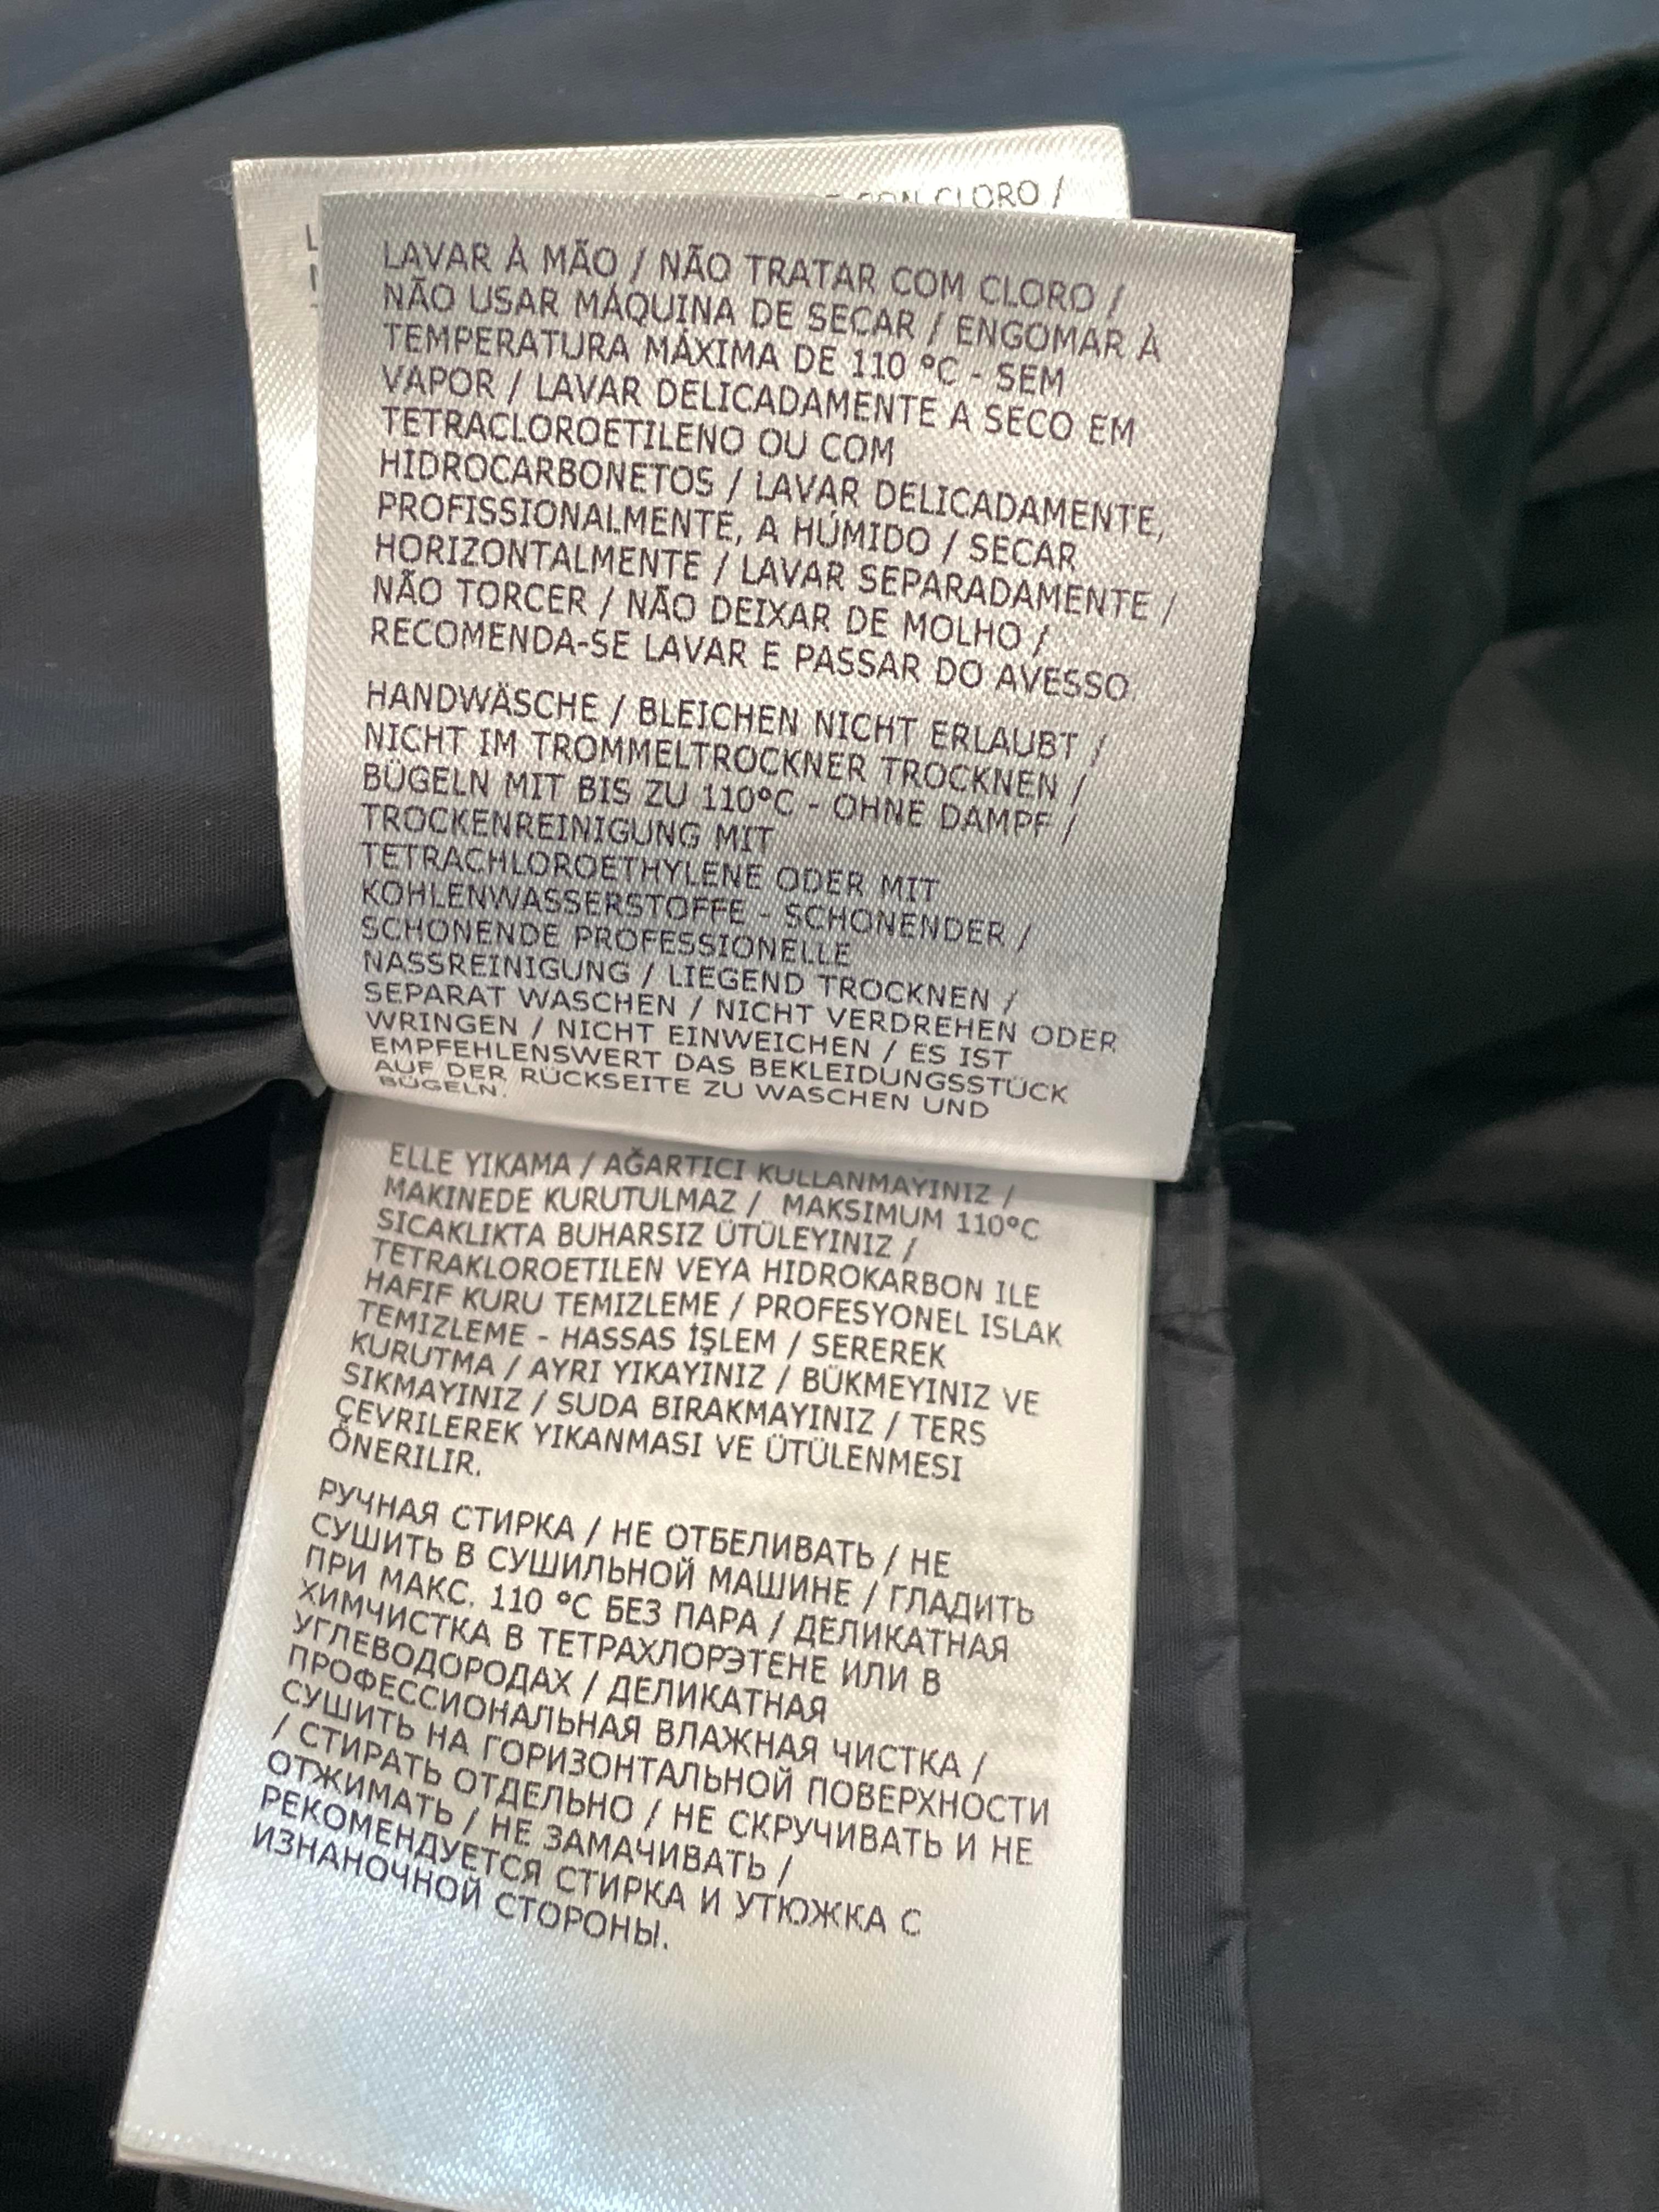 CON CLORO /
LAVAR À MÃO / NÃO TRATAR COM CLORO /
NÃO USAR MÁQUINA DE SECAR / ENGOMAR À
TEMPERATURA MÁXIMA DE 110 °C - SEM
VAPOR / LAVAR DELICADAMENTE A SECO EM
TETRACLOROETILENO OU COM
HIDROCARBONETOS / LAVAR DELICADAMENTE,
PROFISSIONALMENTE, A HÚMIDO / SECAR
HORIZONTALMENTE / LAVAR SEPARADAMENTE /
NÃO TORCER / NÃO DEIXAR DE MOLHO /
RECOMENDA-SE LAVAR E PASSAR DO AVESSO.
HANDWÄSCHE / BLEICHEN NICHT ERLAUBT /
NICHT IM TROMMELTROCKNER TROCKNEN /
BÜGELN MIT BIS ZU 110°C - OHNE DAMPF /
TROCKENREINIGUNG MIT
TETRACHLOROETHYLENE ODER MIT
KOHLENWASSERSTOFFE - SCHONENDER /
SCHONENDE PROFESSIONELLE
NASSREINIGUNG / LIEGEND TROCKNEN /
SEPARAT WASCHEN / NICHT VERDREHEN ODER
WRINGEN / NICHT EINWEICHEN / ES IST
EMPFEHLENSWERT DAS BEKLEIDUNGSSTÜCK
AUF DER RÜCKSEITE ZU WASCHEN UND
BÜGELN.
ELLE YIKAMA / AĞARTICI KULLANMAYINIZ /
MAKINEDE KURUTULMAZ / MAKSIMUM 110°C
SICAKLIKTA BUHARSIZ ÜTÜLEYINIZ /
TETRAKLOROETILEN VEYA HIDROKARBON ILE
HAFIF KURU TEMIZLEME / PROFESYONEL ISLAK
TEMIZLEME - HASSAS İŞLEM / SEREREK
KURUTMA / AYRI YIKAYINIZ / BÜKMEYINIZ VE
SIKMAYINIZ / SUDA BIRAKMAYINIZ / TERS
ÇEVRILEREK YIKANMASI VE ÜTÜLENMESI
ÖNERILIR.
РУЧНАЯ СТИРКА / НЕ ОТБЕЛИВАТЬ / НЕ
СУШИТЬ В СУШИЛЬНОЙ МАШИНЕ / ГЛАДИТЬ
ПРИ МАКС. 110 °C БЕЗ ПАРА / ДЕЛИКАТНАЯ
ХИМЧИСТКА В ТЕТРАХЛОРЭТЕНЕ ИЛИ В
УГЛЕВОДОРОДАХ / ДЕЛИКАТНАЯ
ПРОФЕССИОНАЛЬНАЯ ВЛАЖНАЯ ЧИСТКА /
СУШИТЬ НА ГОРИЗОНТАЛЬНОЙ ПОВЕРХНОСТИ
/ СТИРАТЬ ОТДЕЛЬНО / НЕ СКРУЧИВАТЬ И НЕ
ОТЖИМАТЬ / НЕ ЗАМАЧИВАТЬ /
РЕКОМЕНДУЕТСЯ СТИРКА И УТЮЖКА С
ИЗНАНОЧНОЙ СТОРОНЫ.